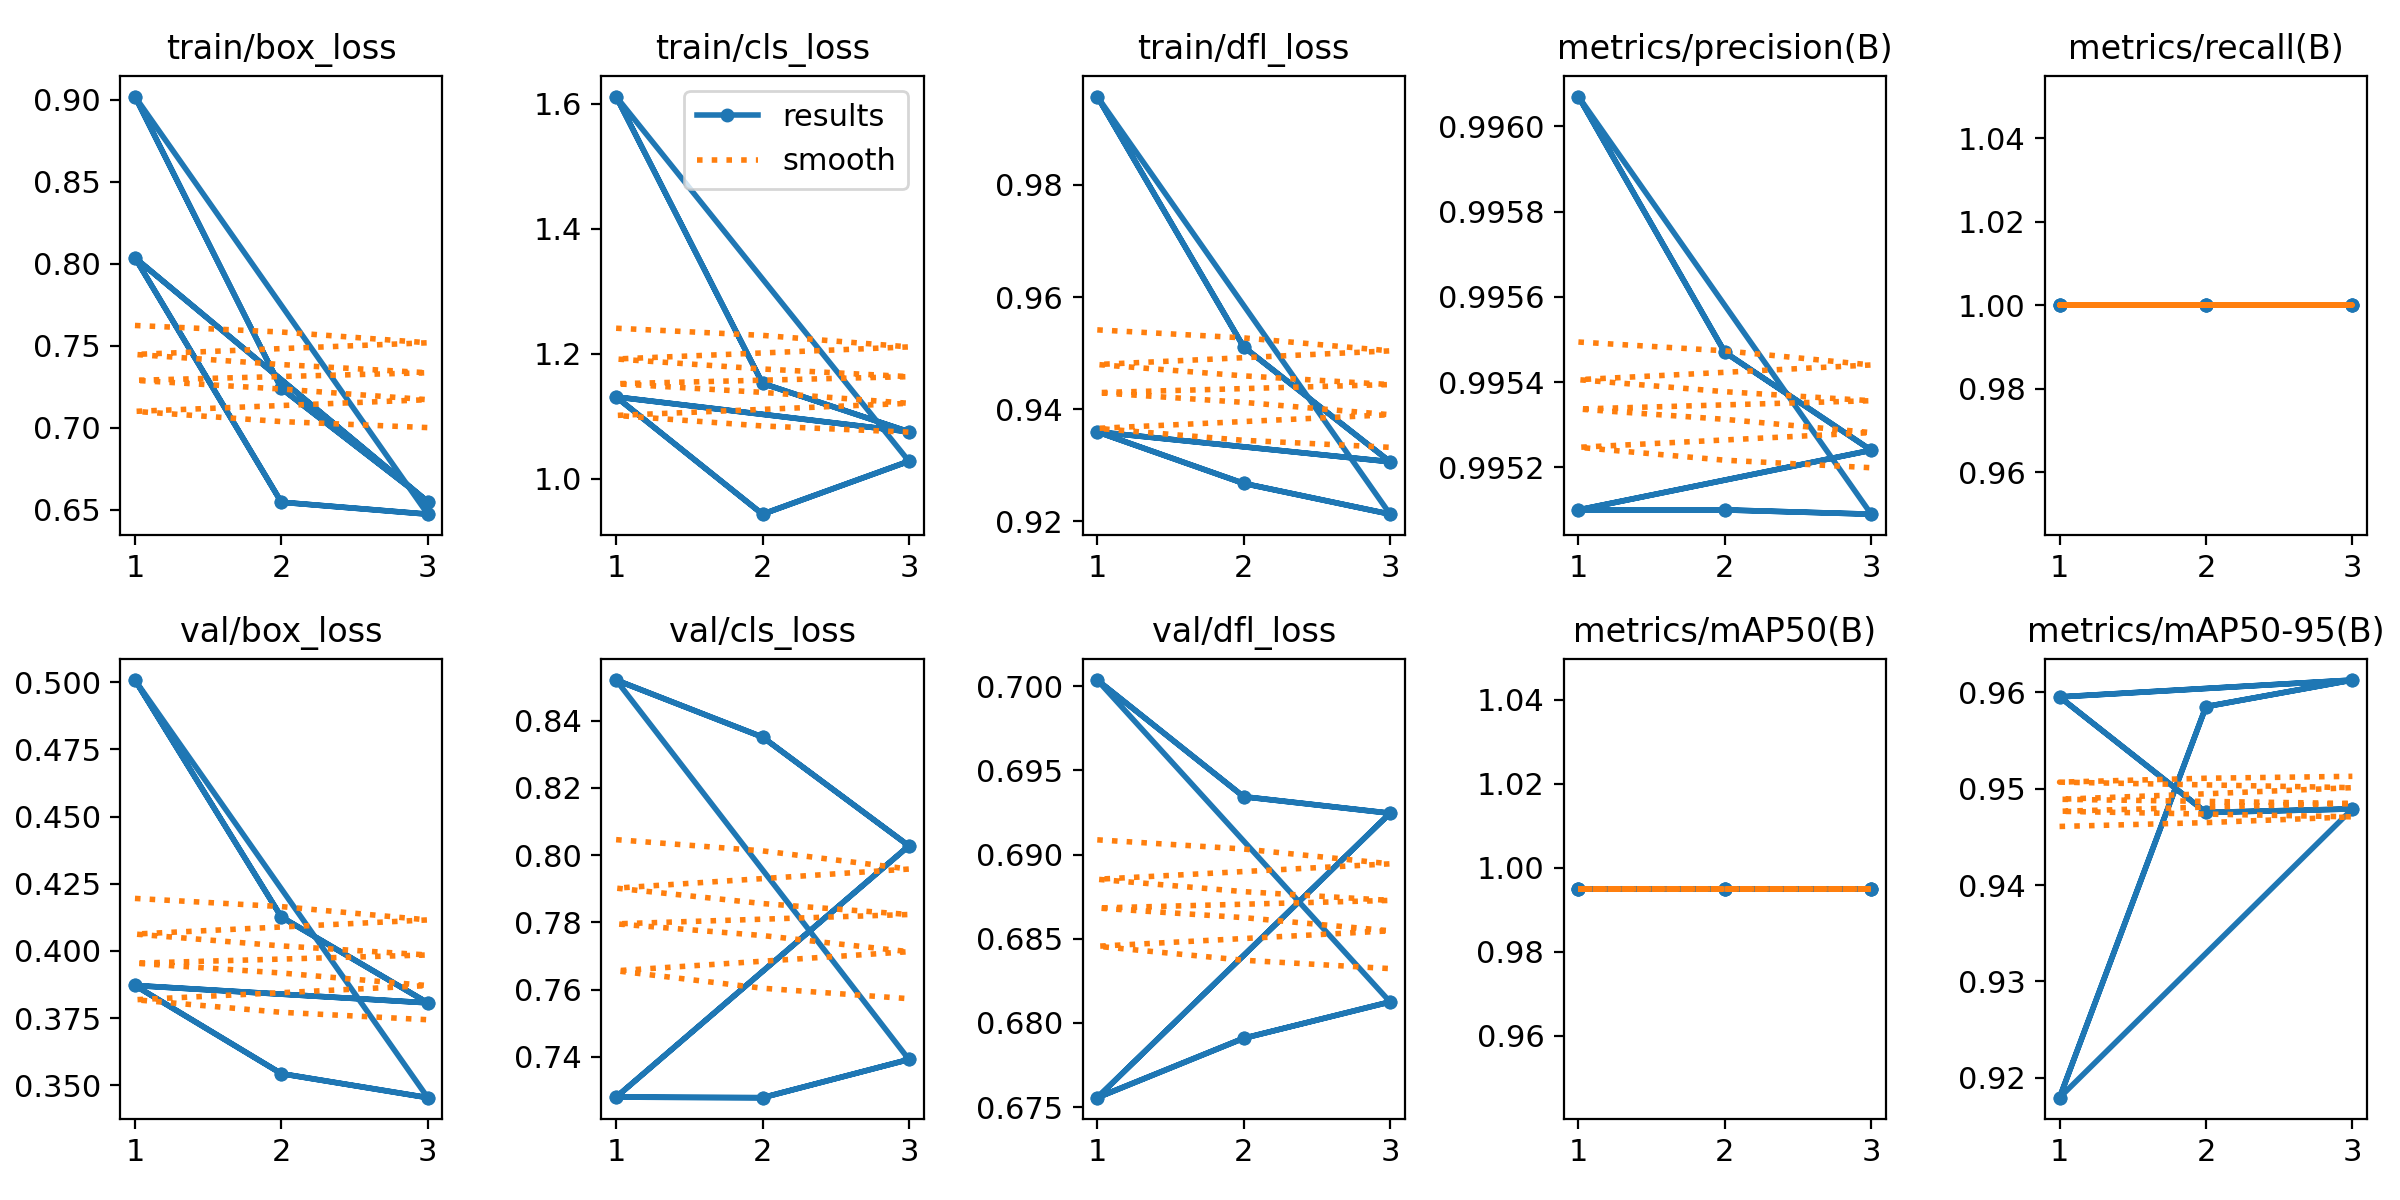 train/box_loss
0.90
0.85
0.80
0.75
0.70
0.65
1 2 3
train/cls_loss
results
smooth
1.6
1.4
1.2
1.0
1 2 3
train/dfl_loss
0.98
0.96
0.94
0.92
1 2 3
metrics/precision(B)
0.9960
0.9958
0.9956
0.9954
0.9952
1 2 3
metrics/recall(B)
1.04
1.02
1.00
0.98
0.96
1 2 3
val/box_loss
0.500
0.475
0.450
0.425
0.400
0.375
0.350
1 2 3
val/cls_loss
0.84
0.82
0.80
0.78
0.76
0.74
1 2 3
val/dfl_loss
0.700
0.695
0.690
0.685
0.680
0.675
1 2 3
metrics/mAP50(B)
1.04
1.02
1.00
0.98
0.96
1 2 3
metrics/mAP50-95(B)
0.96
0.95
0.94
0.93
0.92
1 2 3